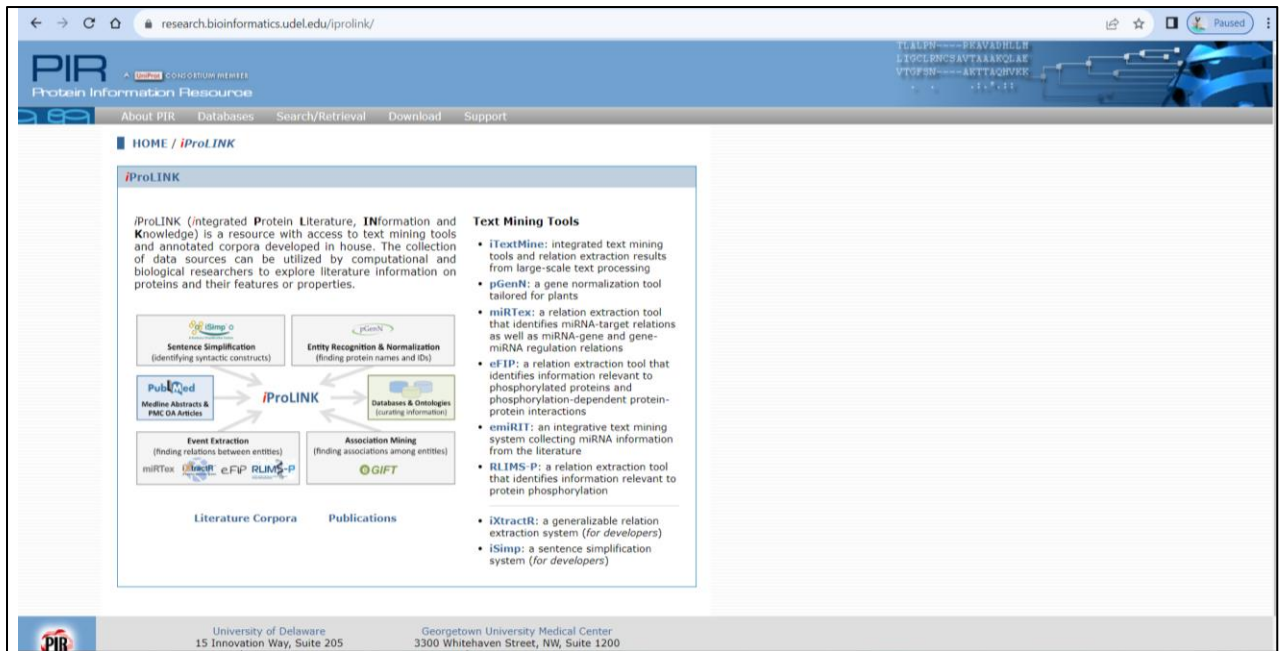 research.bioinformatics.udel.edu/iprolink/
Paused
TLALPN----PKAVADHLLM
LIGCLPNCSAVTAAAKQLAE
VTGFSN----AKTTAQHVKK
PIR
A UniProt CONSORTIUM MEMBER
Protein Information Resource
About PIR Databases Search/Retrieval Download Support
HOME / iProLINK
iProLINK
iProLINK (integrated Protein Literature, INformation and
Knowledge) is a resource with access to text mining tools
and annotated corpora developed in house. The collection
of data sources can be utilized by computational and
biological researchers to explore literature information on
proteins and their features or properties.
iSimp
Sentence Simplification
(identifying syntactic constructs)
pGenN
Entity Recognition & Normalization
(finding protein names and IDs)
PubMed
Medline Abstracts &
PMC OA Articles
iProLINK
Databases & Ontologies
(curating information)
Event Extraction
(finding relations between entities)
miRTex iXtractR eFIP RLIMS-P
Association Mining
(finding associations among entities)
GIFT
Literature Corpora Publications
Text Mining Tools
• iTextMine: integrated text mining
tools and relation extraction results
from large-scale text processing
• pGenN: a gene normalization tool
tailored for plants
• miRTex: a relation extraction tool
that identifies miRNA-target relations
as well as miRNA-gene and gene-
miRNA regulation relations
• eFIP: a relation extraction tool that
identifies information relevant to
phosphorylated proteins and
phosphorylation-dependent protein-
protein interactions
• emiRIT: an integrative text mining
system collecting miRNA information
from the literature
• RLIMS-P: a relation extraction tool
that identifies information relevant to
protein phosphorylation
• iXtractR: a generalizable relation
extraction system (for developers)
• iSimp: a sentence simplification
system (for developers)
PIR
University of Delaware
15 Innovation Way, Suite 205
Georgetown University Medical Center
3300 Whitehaven Street, NW, Suite 1200